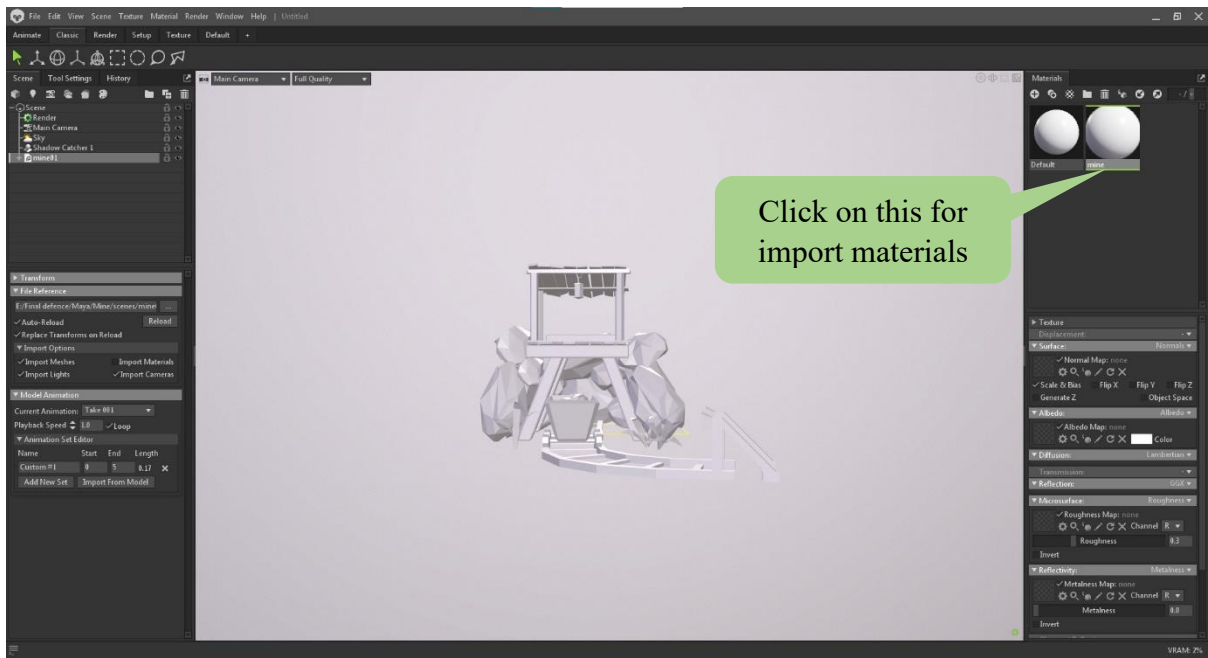 File Edit View Scene Texture Material Render Window Help | Untitled
Animate Classic Render Setup Texture Default +
Scene Tool Settings History
Main Camera Full Quality
Scene
Render
Main Camera
Sky
Shadow Catcher 1
mine01
Transform
File Reference
E:/Final defence/Maya/Mine/scenes/mine ...
Auto-Reload Reload
Replace Transforms on Reload
Import Options
Import Meshes Import Materials
Import Lights Import Cameras
Model Animation
Current Animation: Take 001
Playback Speed 1.0 Loop
Animation Set Editor
Name Start End Length
Custom #1 0 5 0.17
Add New Set Import From Model
Click on this for
import materials
Materials
Default mine
Texture
Displacement:
Surface: Normals
Normal Map: none
Scale & Bias Flip X Flip Y Flip Z
Generate Z Object Space
Albedo: Albedo
Albedo Map: none
Color
Diffusion: Lambertian
Transmission:
Reflection: GGX
Microsurface: Roughness
Roughness Map: none
Channel R
Roughness 0.3
Invert
Reflectivity: Metalness
Metalness Map: none
Channel R
Metalness 0.0
Invert
VRAM: 2%